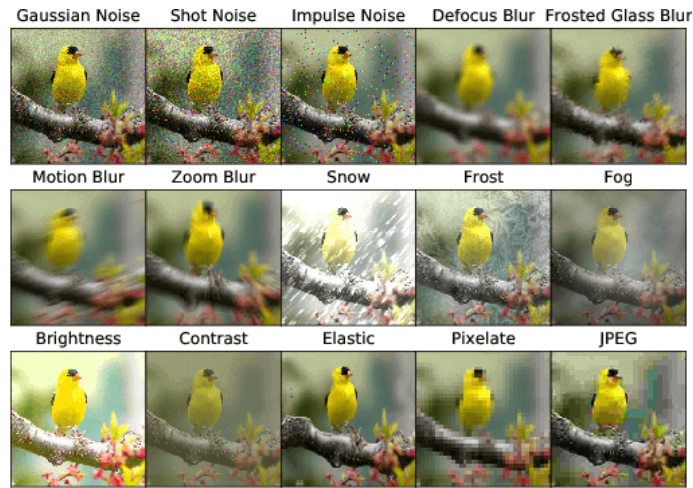 Gaussian Noise Shot Noise Impulse Noise Defocus Blur Frosted Glass Blur
Motion Blur Zoom Blur Snow Frost Fog
Brightness Contrast Elastic Pixelate JPEG